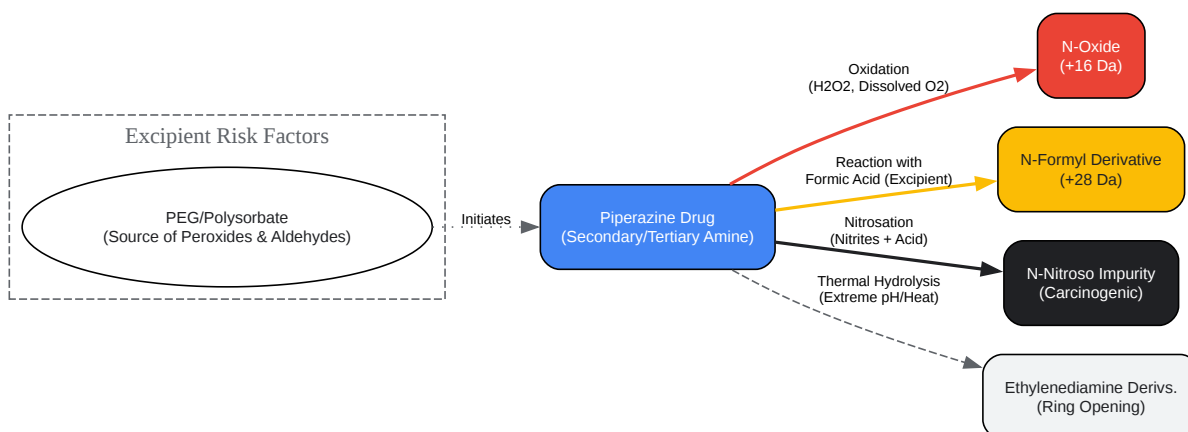 Excipient Risk Factors
PEG/Polysorbate
(Source of Peroxides & Aldehydes)
Initiates
Piperazine Drug
(Secondary/Tertiary Amine)
Oxidation
(H2O2, Dissolved O2)
N-Oxide
(+16 Da)
Reaction with
Formic Acid (Excipient)
N-Formyl Derivative
(+28 Da)
Nitrosation
(Nitrites + Acid)
N-Nitroso Impurity
(Carcinogenic)
Thermal Hydrolysis
(Extreme pH/Heat)
Ethylenediamine Derivs.
(Ring Opening)